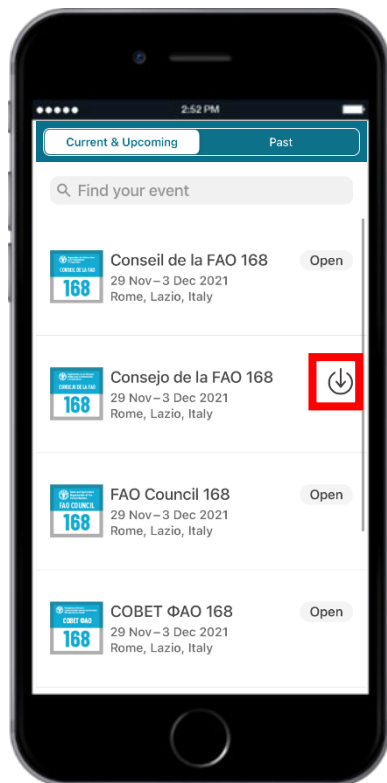 2:52 PM
Current & Upcoming
Past
Find your event
CONSEIL DE LA FAO
168
Conseil de la FAO 168
29 Nov – 3 Dec 2021
Rome, Lazio, Italy
Open
CONSEJO DE LA FAO
168
Consejo de la FAO 168
29 Nov – 3 Dec 2021
Rome, Lazio, Italy
FAO COUNCIL
168
FAO Council 168
29 Nov – 3 Dec 2021
Rome, Lazio, Italy
Open
СОВЕТ ФАО
168
СОВЕТ ФАО 168
29 Nov – 3 Dec 2021
Rome, Lazio, Italy
Open